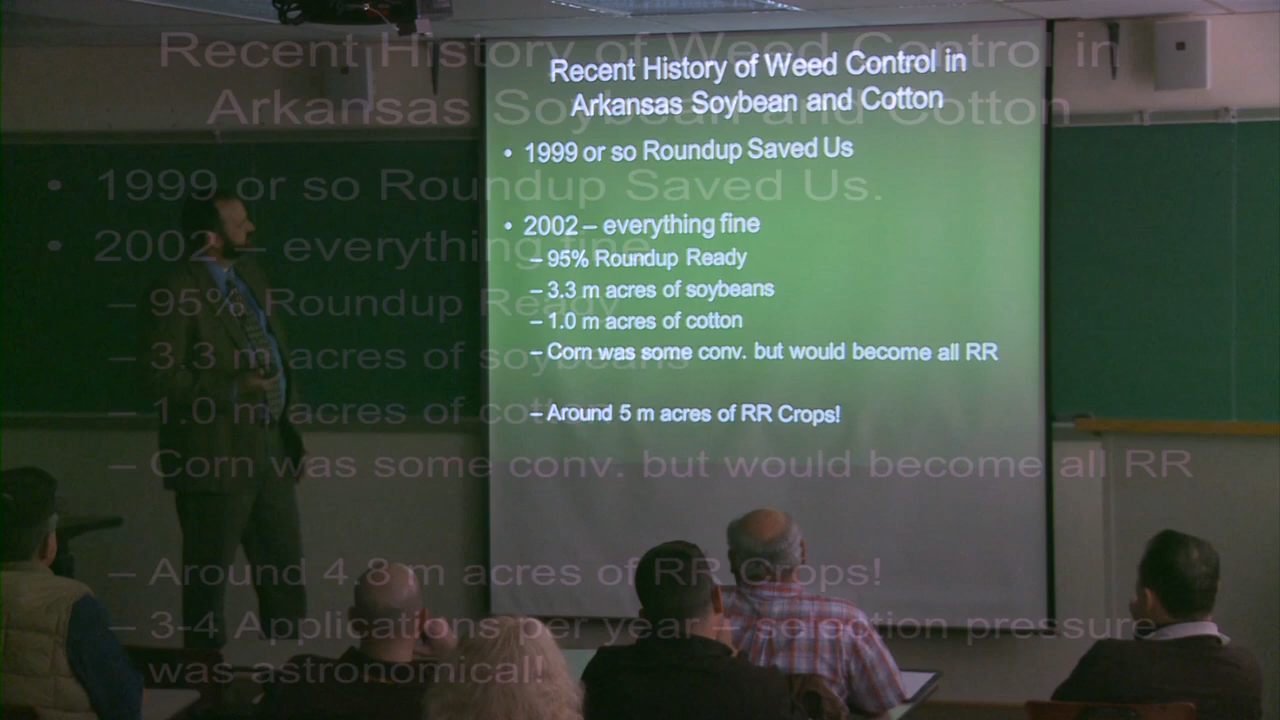 Recent History of Weed Control in
Arkansas Soybean and Cotton
• 1999 or so Roundup Saved Us
• 2002 – everything fine
– 95% Roundup Ready
– 3.3 m acres of soybeans
– 1.0 m acres of cotton
– Corn was some conv. but would become all RR
– Around 5 m acres of RR Crops!
Recent History of Weed Control in
Arkansas Soybean and Cotton
• 1999 or so Roundup Saved Us.
• 2002 – everything fine
– 95% Roundup Ready
– 3.3 m acres of soybeans
– 1.0 m acres of cotton
– Corn was some conv. but would become all RR
– Around 4.8 m acres of RR Crops!
– 3-4 Applications per year – selection pressure
was astronomical!